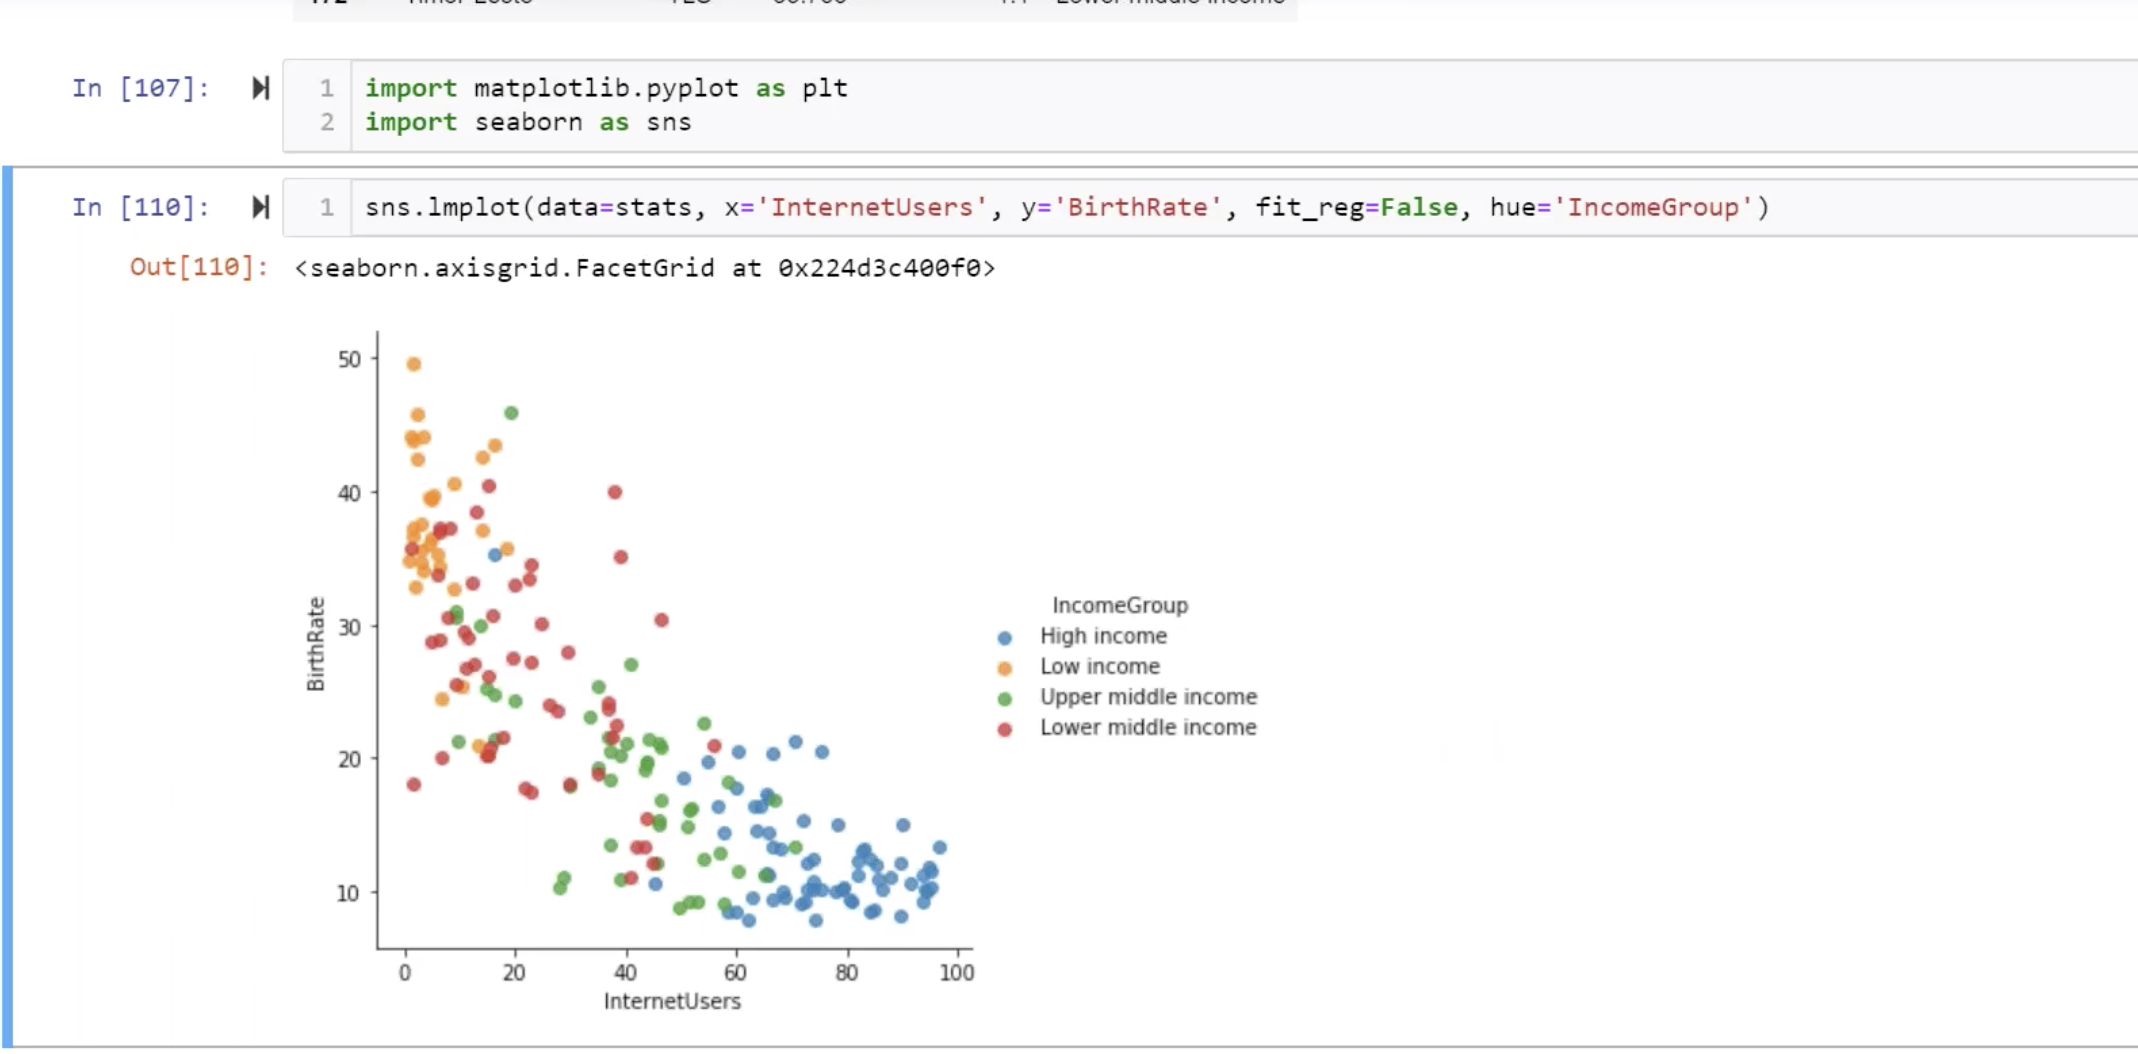 In [107]:
1 import matplotlib.pyplot as plt
2 import seaborn as sns
In [110]:
1 sns.lmplot(data=stats, x='InternetUsers', y='BirthRate', fit_reg=False, hue='IncomeGroup')
Out[110]: <seaborn.axisgrid.FacetGrid at 0x224d3c400f0>
50
40
30
20
10
BirthRate
0 20 40 60 80 100
InternetUsers
IncomeGroup
High income
Low income
Upper middle income
Lower middle income